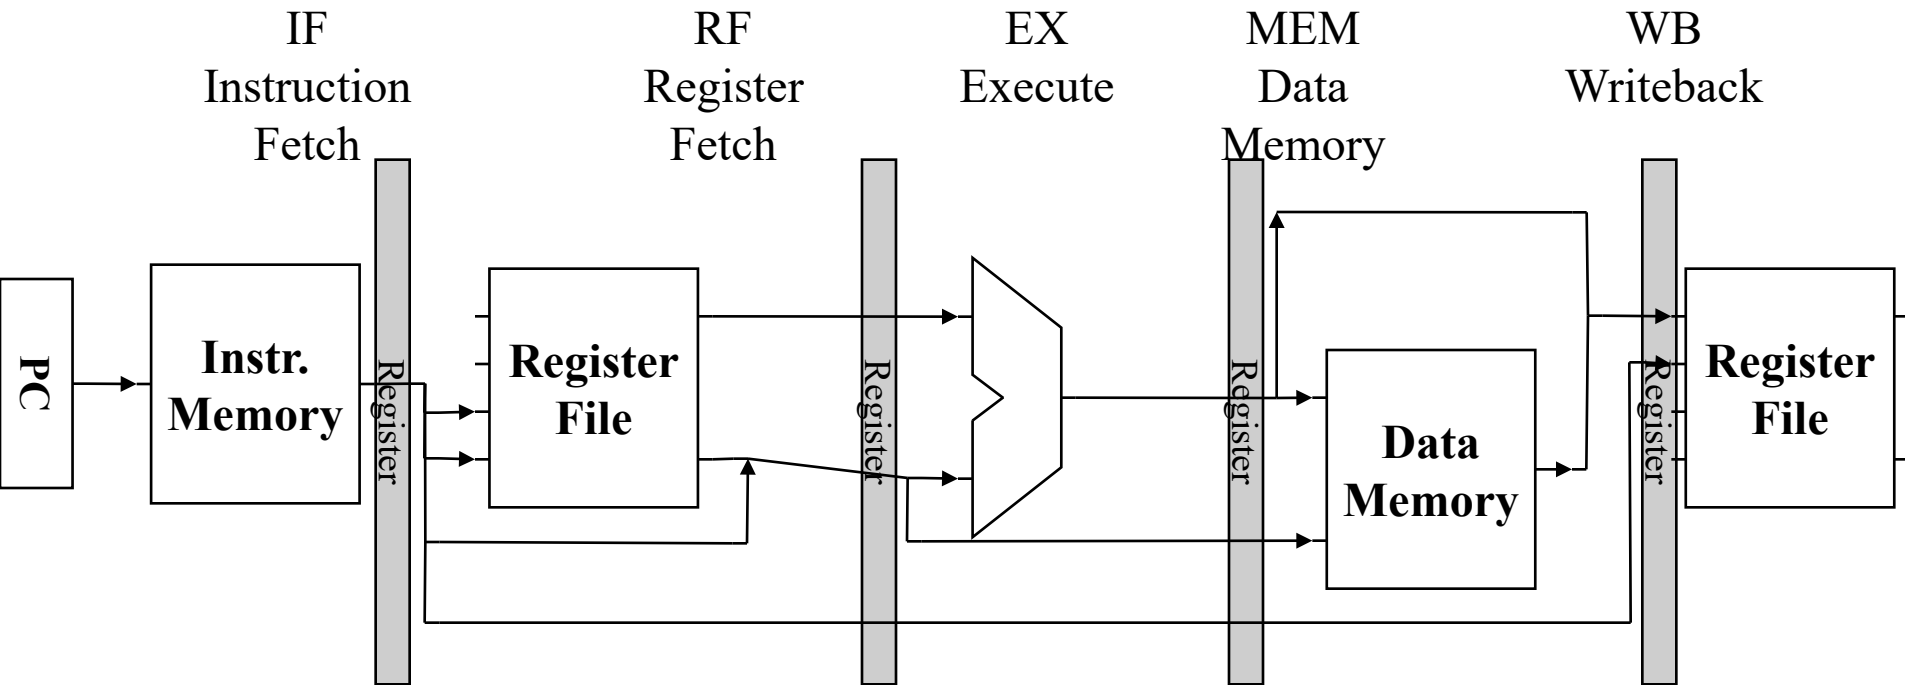 IF
Instruction
Fetch
RF
Register
Fetch
EX
Execute
MEM
Data
Memory
WB
Writeback
PC
Instr.
Memory
Register
Register
File
Register
Register
Data
Memory
Register
Register
File